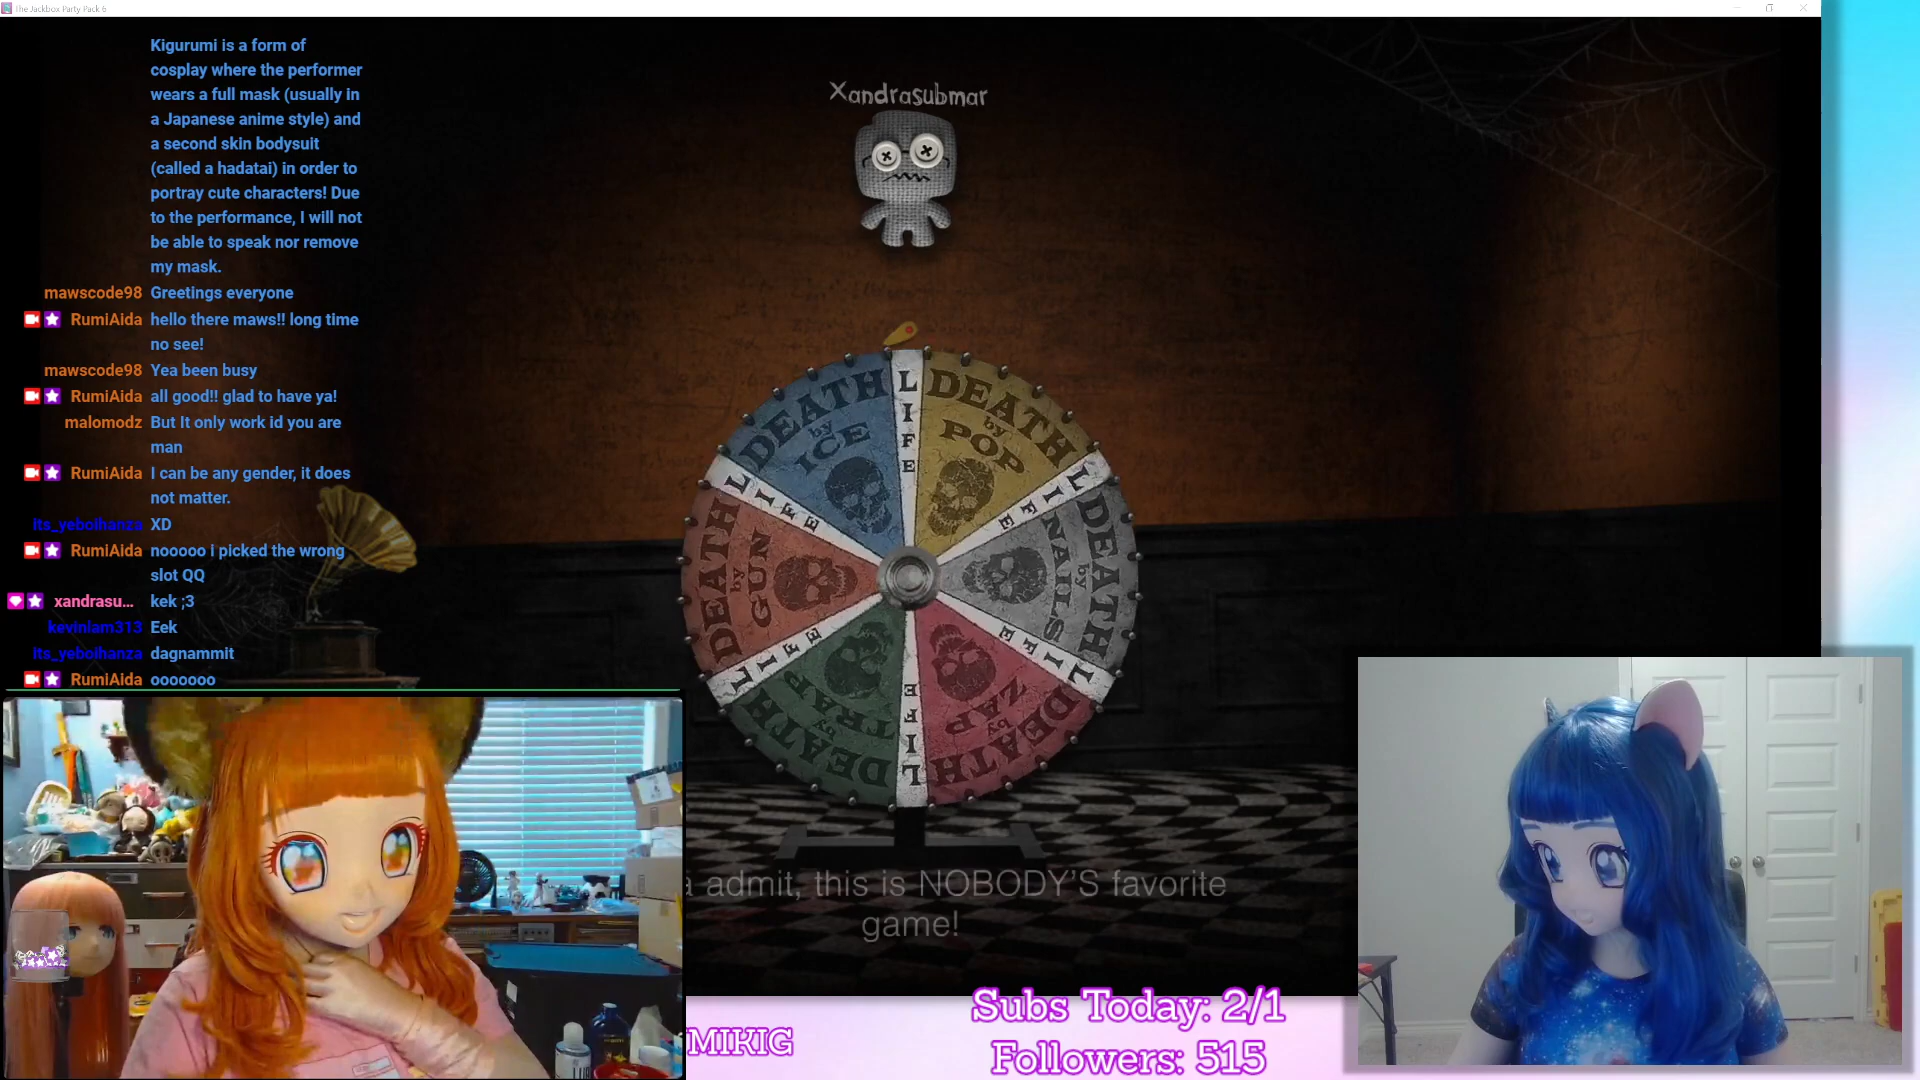 The Jackbox Party Pack 6
Kigurumi is a form of
cosplay where the performer
wears a full mask (usually in
a Japanese anime style) and
a second skin bodysuit
(called a hadatai) in order to
portray cute characters! Due
to the performance, I will not
be able to speak nor remove
my mask.
mawscode98 Greetings everyone
RumiAida hello there maws!! long time
no see!
mawscode98 Yea been busy
RumiAida all good!! glad to have ya!
malomodz But It only work id you are
man
RumiAida I can be any gender, it does
not matter.
its_yeboihanza XD
RumiAida nooooo i picked the wrong
slot QQ
xandrasu... kek ;3
kevinlam313 Eek
its_yeboihanza dagnammit
RumiAida ooooooo
Xandrasubmar
DEATH by ICE
LIFE
DEATH by POP
LIFE
DEATH by NAILS
LIFE
DEATH by ZAP
LIFE
DEATH by TRAP
LIFE
DEATH by GUN
LIFE
admit, this is NOBODY'S favorite
game!
Subs Today: 2/1
Followers: 515
MIKIG